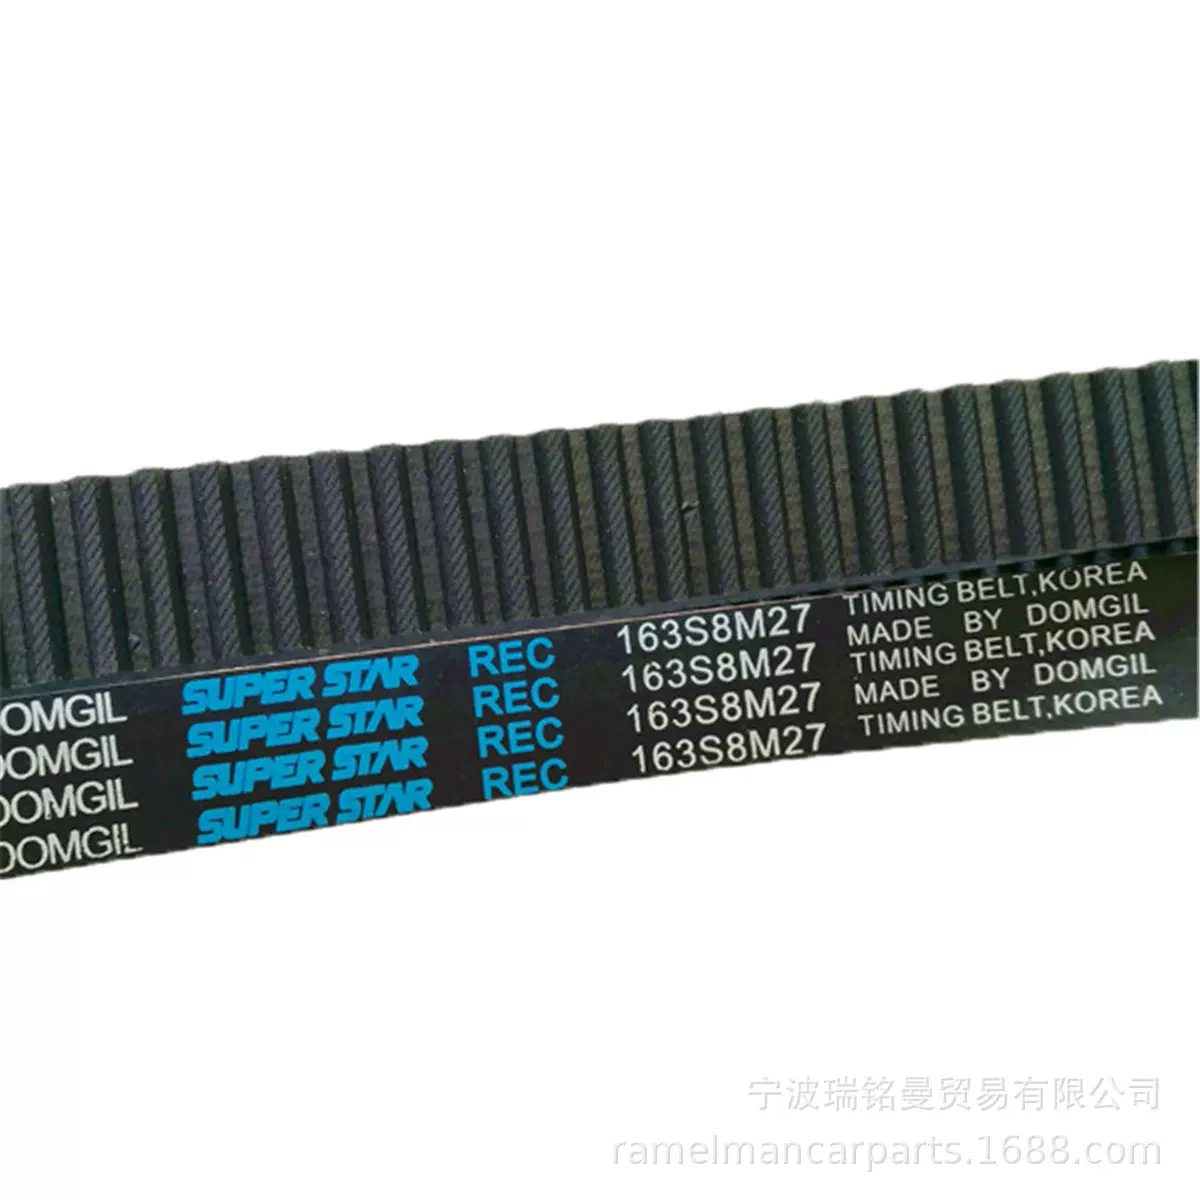 DOMGIL SUPER STAR REC 163S8M27 TIMING BELT,KOREA
MADE BY DOMGIL
DOMGIL SUPER STAR REC 163S8M27 TIMING BELT,KOREA
MADE BY DOMGIL
DOMGIL SUPER STAR REC 163S8M27 TIMING BELT,KOREA
DOMGIL SUPER STAR REC 163S8M27
宁波瑞铭曼贸易有限公司
ramelmancarparts.1688.com